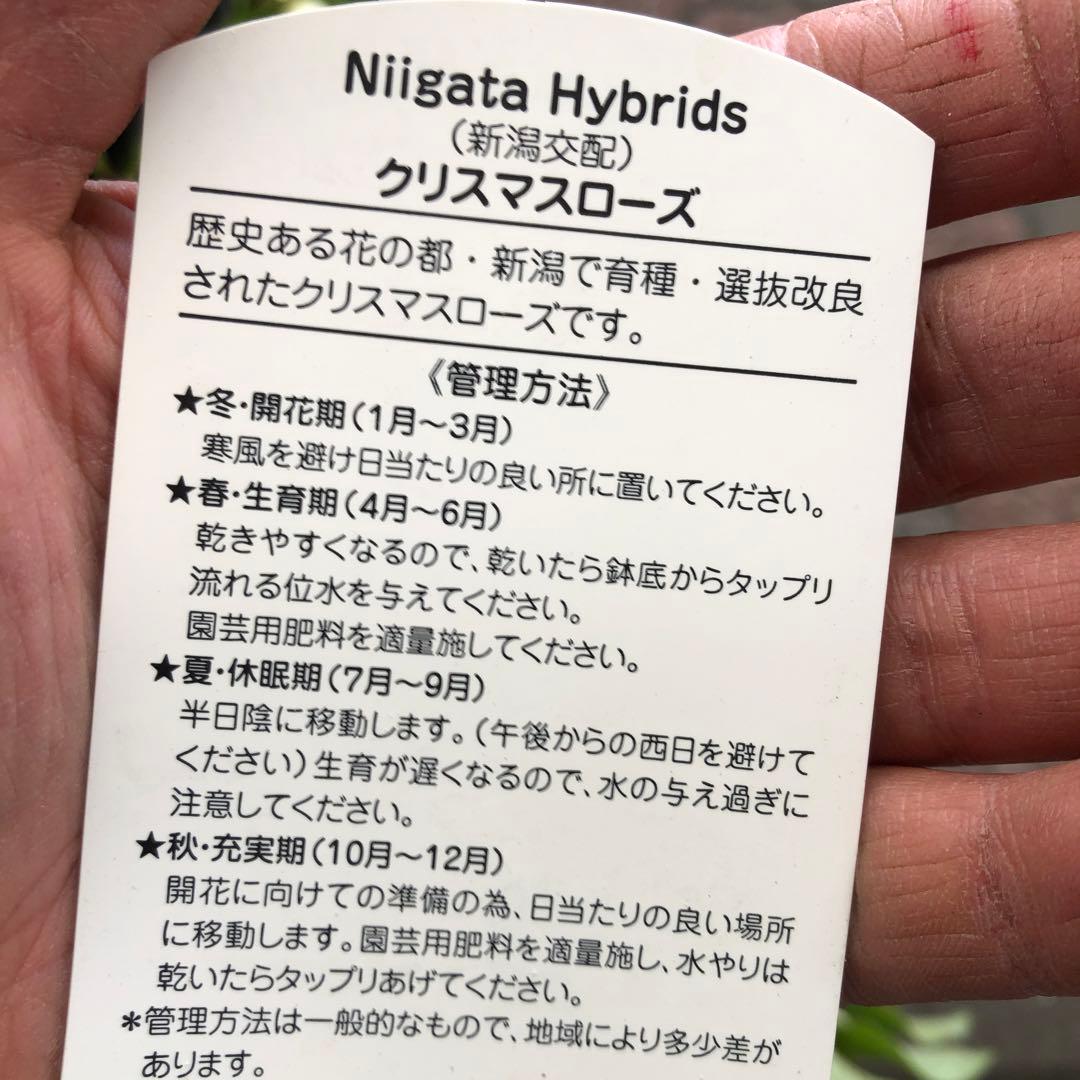 Niigata Hybrids
（新潟交配）
クリスマスローズ
歴史ある花の都・新潟で育種・選抜改良
されたクリスマスローズです。
《管理方法》
★冬・開花期（1月～3月）
寒風を避け日当たりの良い所に置いてください。
★春・生育期（4月～6月）
乾きやすくなるので、乾いたら鉢底からタップリ
流れる位水を与えてください。
園芸用肥料を適量施してください。
★夏・休眠期（7月～9月）
半日陰に移動します。（午後からの西日を避けて
ください）生育が遅くなるので、水の与え過ぎに
注意してください。
★秋・充実期（10月～12月）
開花に向けての準備の為、日当たりの良い場所
に移動します。園芸用肥料を適量施し、水やりは
乾いたらタップリあげてください。
＊管理方法は一般的なもので、地域により多少差が
あります。